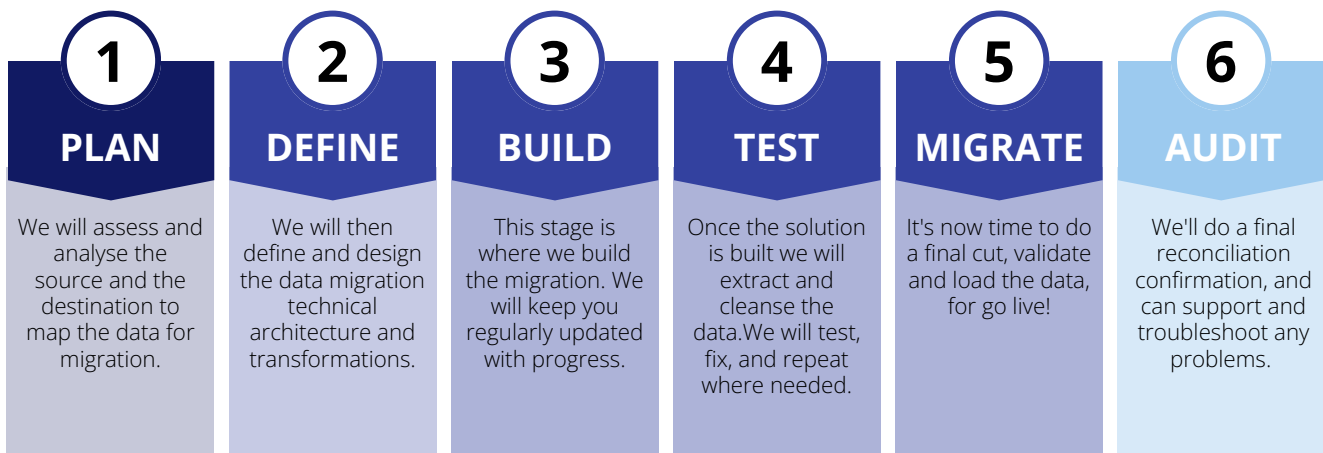 1
PLAN
We will assess and
analyse the
source and the
destination to
map the data for
migration.
2
DEFINE
We will then
define and design
the data migration
technical
architecture and
transformations.
3
BUILD
This stage is
where we build
the migration. We
will keep you
regularly updated
with progress.
4
TEST
Once the solution
is built we will
extract and
cleanse the
data.We will test,
fix, and repeat
where needed.
5
MIGRATE
It's now time to do
a final cut, validate
and load the data,
for go live!
6
AUDIT
We'll do a final
reconciliation
confirmation, and
can support and
troubleshoot any
problems.